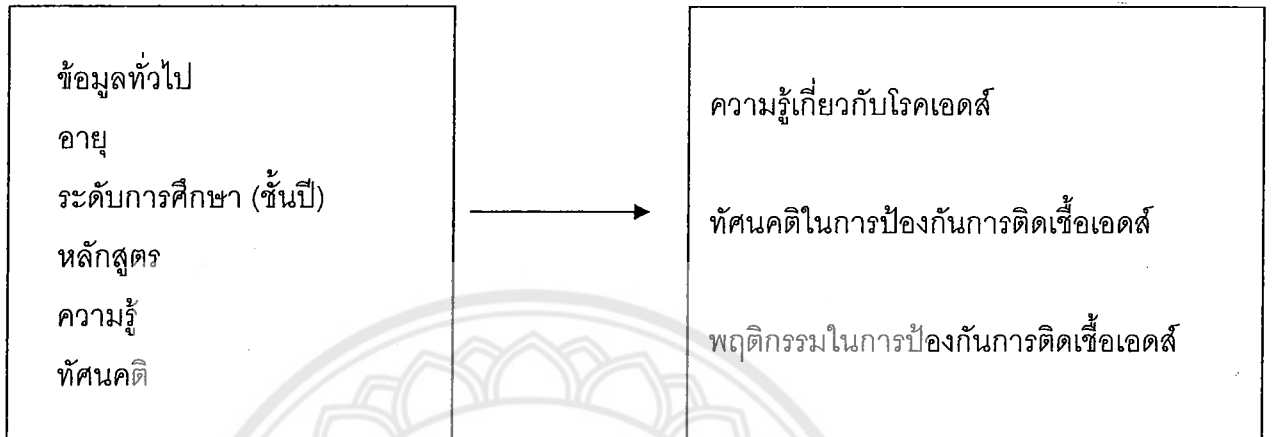 ข้อมูลทั่วไป
อายุ
ระดับการศึกษา (ชั้นปี)
หลักสูตร
ความรู้
ทัศนคติ
ความรู้เกี่ยวกับโรคเอดส์
ทัศนคติในการป้องกันการติดเชื้อเอดส์
พฤติกรรมในการป้องกันการติดเชื้อเอดส์